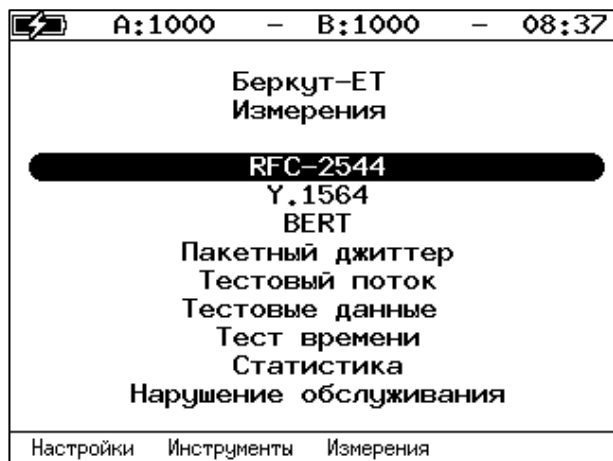 A:1000 – B:1000 – 08:37
Беркут-ЕТ
Измерения
RFC-2544
Y.1564
BERT
Пакетный джиттер
Тестовый поток
Тестовые данные
Тест времени
Статистика
Нарушение обслуживания
Настройки Инструменты Измерения